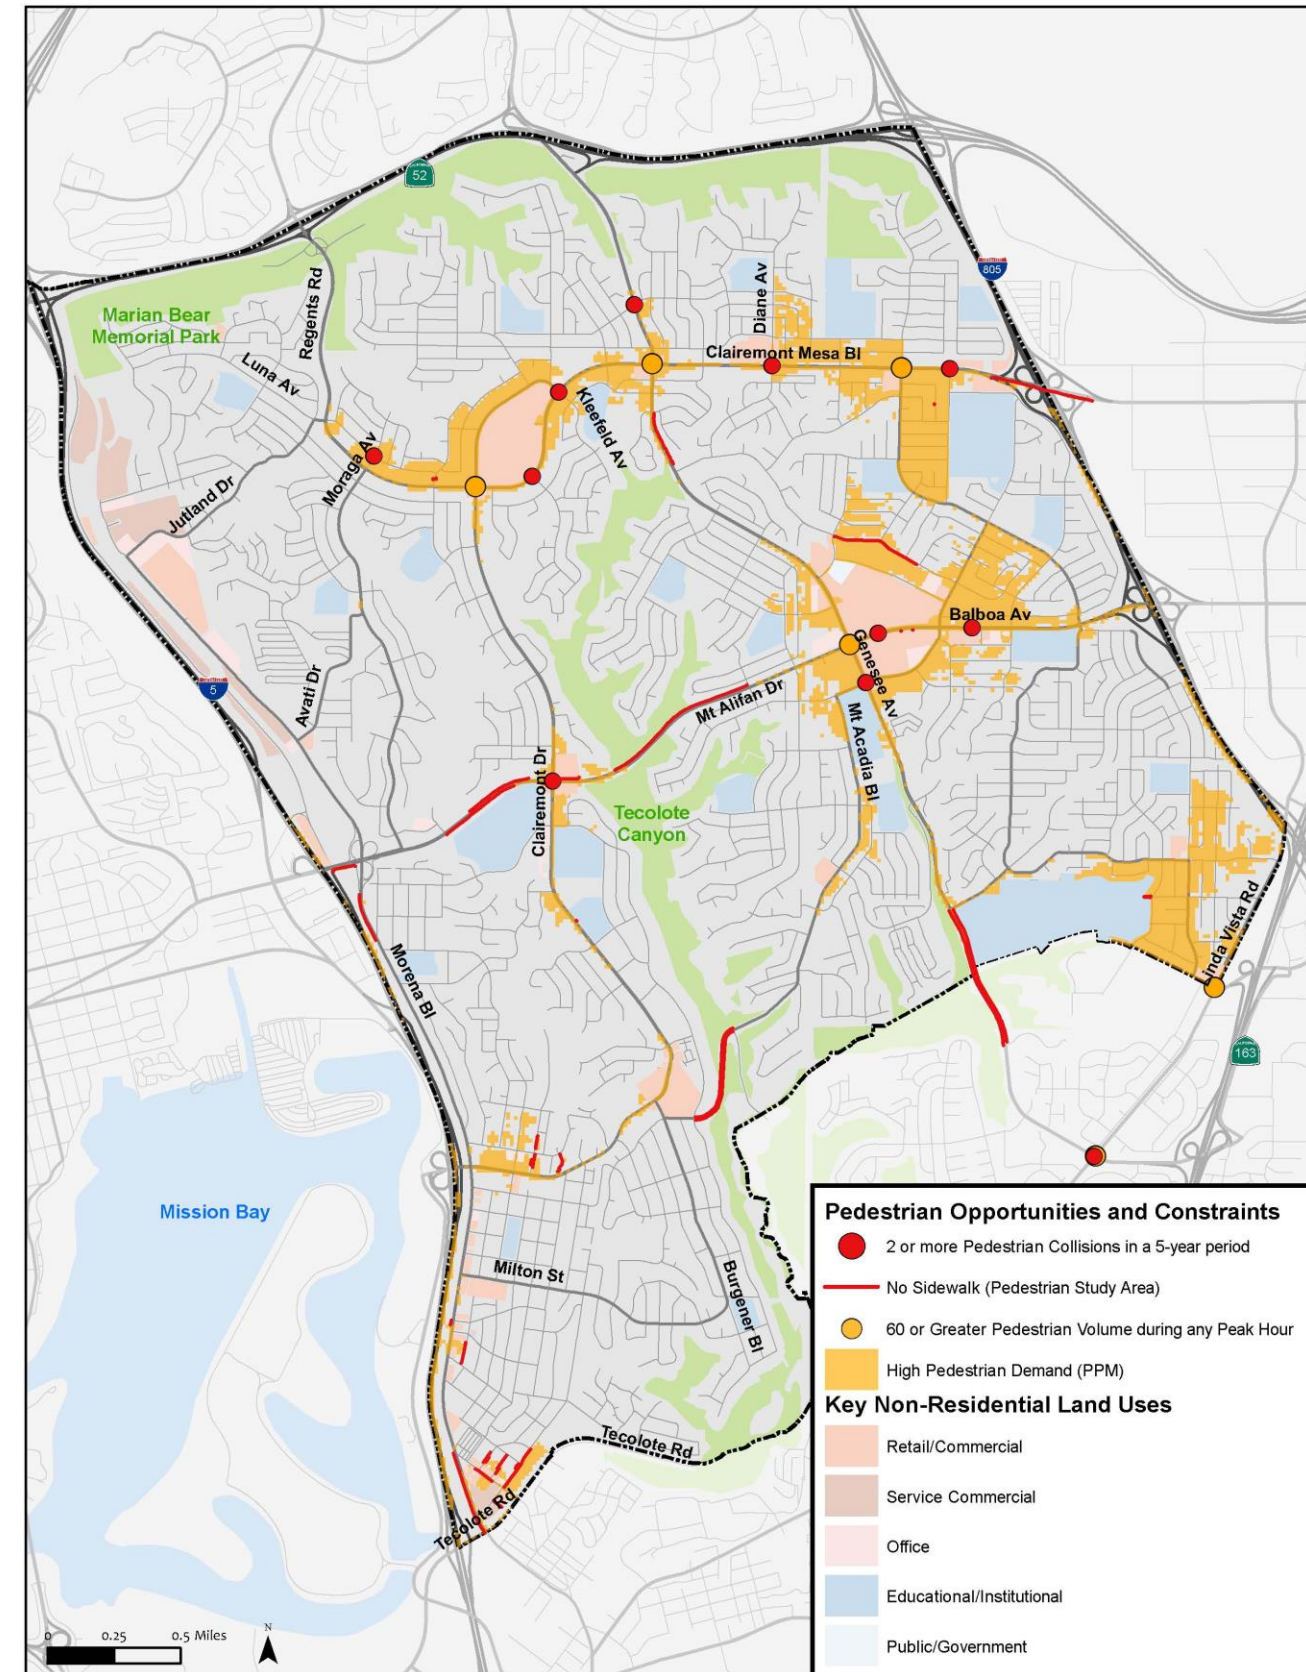 52
805
Marian Bear
Memorial Park
Regents Rd
Luna Av
Diane Av
Clairemont Mesa Bl
Kleefeld Av
Moraga Av
Jutland Dr
Balboa Av
Genesee Av
Avati Dr
5
Mt Alifan Dr
Mt Acadia Bl
Clairemont Dr
Tecolote
Canyon
Linda Vista Rd
Morena Bl
163
Mission Bay
Milton St
Burgener Bl
Tecolote Rd
Tecolote Rd
Pedestrian Opportunities and Constraints
2 or more Pedestrian Collisions in a 5-year period
No Sidewalk (Pedestrian Study Area)
60 or Greater Pedestrian Volume during any Peak Hour
High Pedestrian Demand (PPM)
Key Non-Residential Land Uses
Retail/Commercial
Service Commercial
Office
Educational/Institutional
Public/Government
0 0.25 0.5 Miles
N